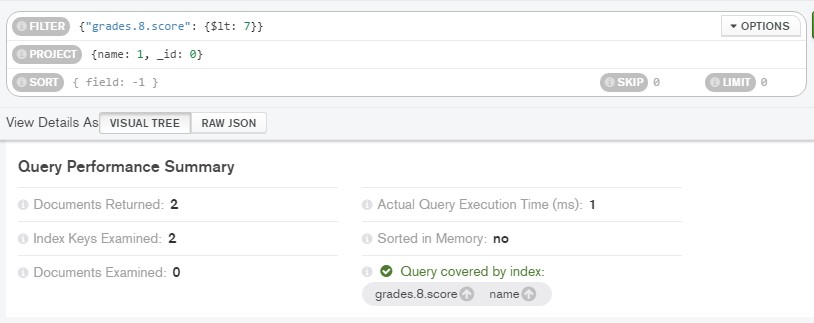 FILTER {"grades.8.score": {$lt: 7}} OPTIONS
PROJECT {name: 1, _id: 0}
SORT { field: -1 } SKIP 0 LIMIT 0
View Details As VISUAL TREE RAW JSON
Query Performance Summary
Documents Returned: 2
Actual Query Execution Time (ms): 1
Index Keys Examined: 2
Sorted in Memory: no
Documents Examined: 0
Query covered by index:
grades.8.score name